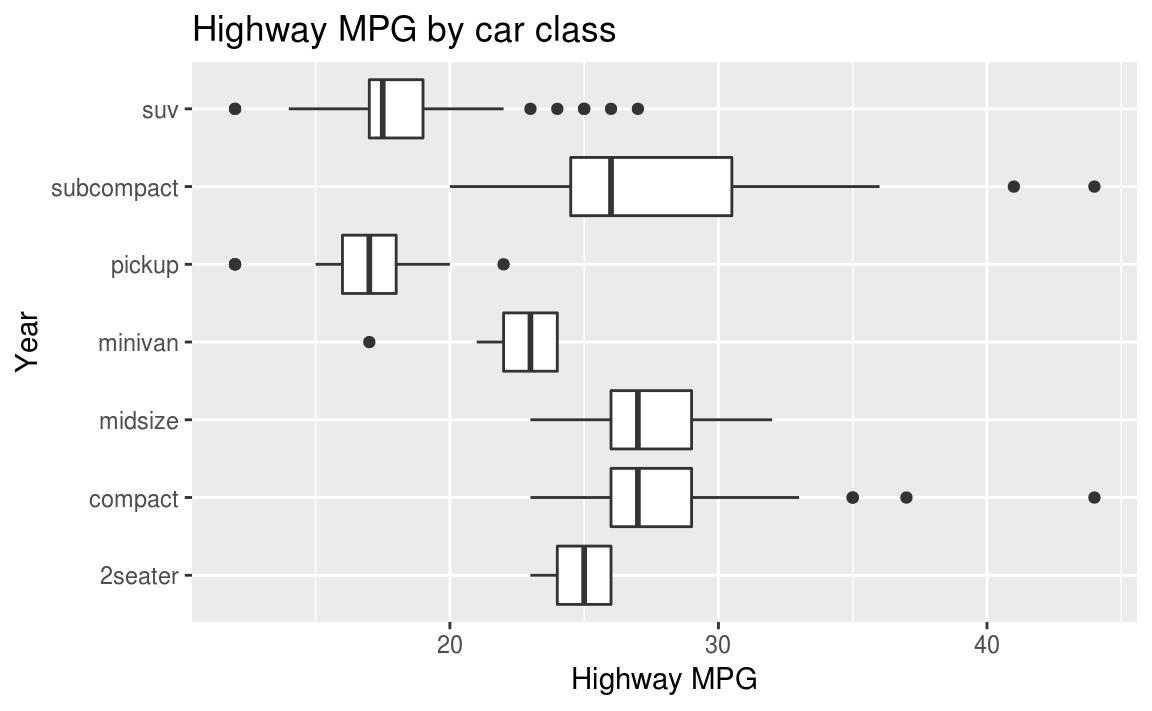 Highway MPG by car class
suv
subcompact
pickup
minivan
midsize
compact
2seater
Year
20 30 40
Highway MPG